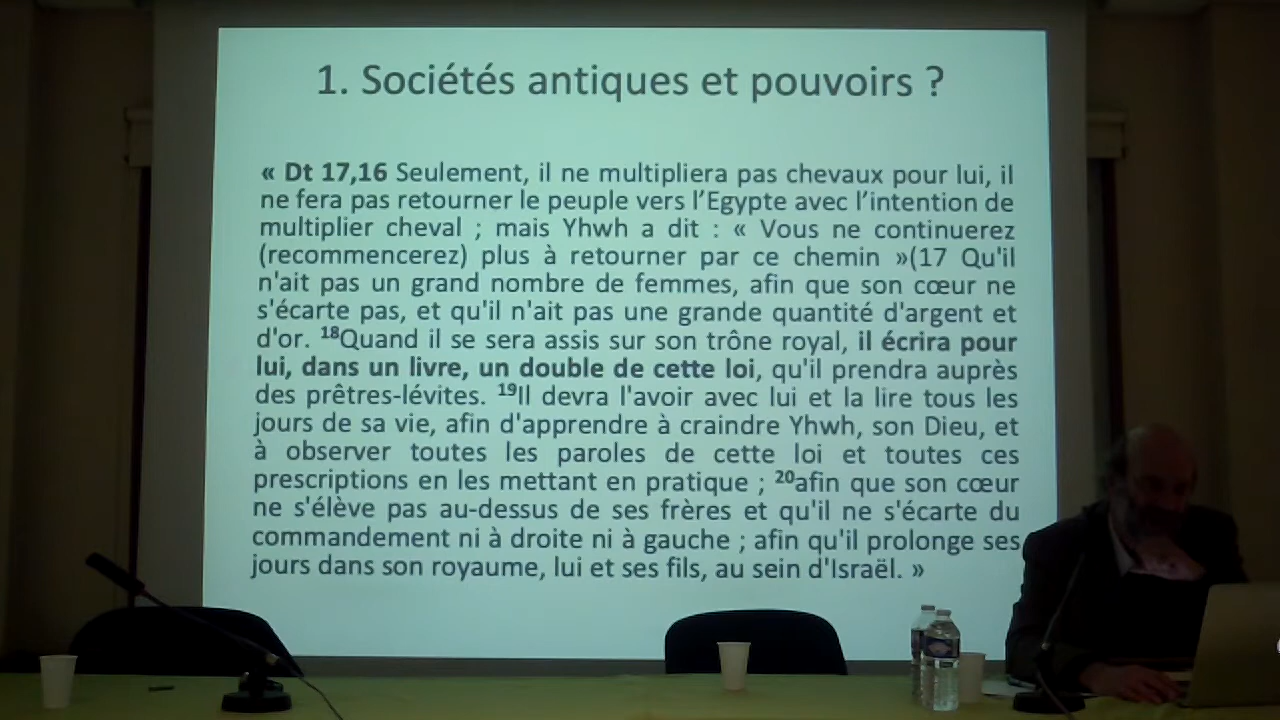 1. Sociétés antiques et pouvoirs ?
« Dt 17,16 Seulement, il ne multipliera pas chevaux pour lui, il
ne fera pas retourner le peuple vers l’Egypte avec l’intention de
multiplier cheval ; mais Yhwh a dit : « Vous ne continuerez
(recommencerez) plus à retourner par ce chemin »(17 Qu'il
n'ait pas un grand nombre de femmes, afin que son cœur ne
s'écarte pas, et qu'il n'ait pas une grande quantité d'argent et
d'or. 18Quand il se sera assis sur son trône royal, il écrira pour
lui, dans un livre, un double de cette loi, qu'il prendra auprès
des prêtres-lévites. 19Il devra l'avoir avec lui et la lire tous les
jours de sa vie, afin d'apprendre à craindre Yhwh, son Dieu, et
à observer toutes les paroles de cette loi et toutes ces
prescriptions en les mettant en pratique ; 20afin que son cœur
ne s'élève pas au-dessus de ses frères et qu'il ne s'écarte du
commandement ni à droite ni à gauche ; afin qu'il prolonge ses
jours dans son royaume, lui et ses fils, au sein d'Israël. »